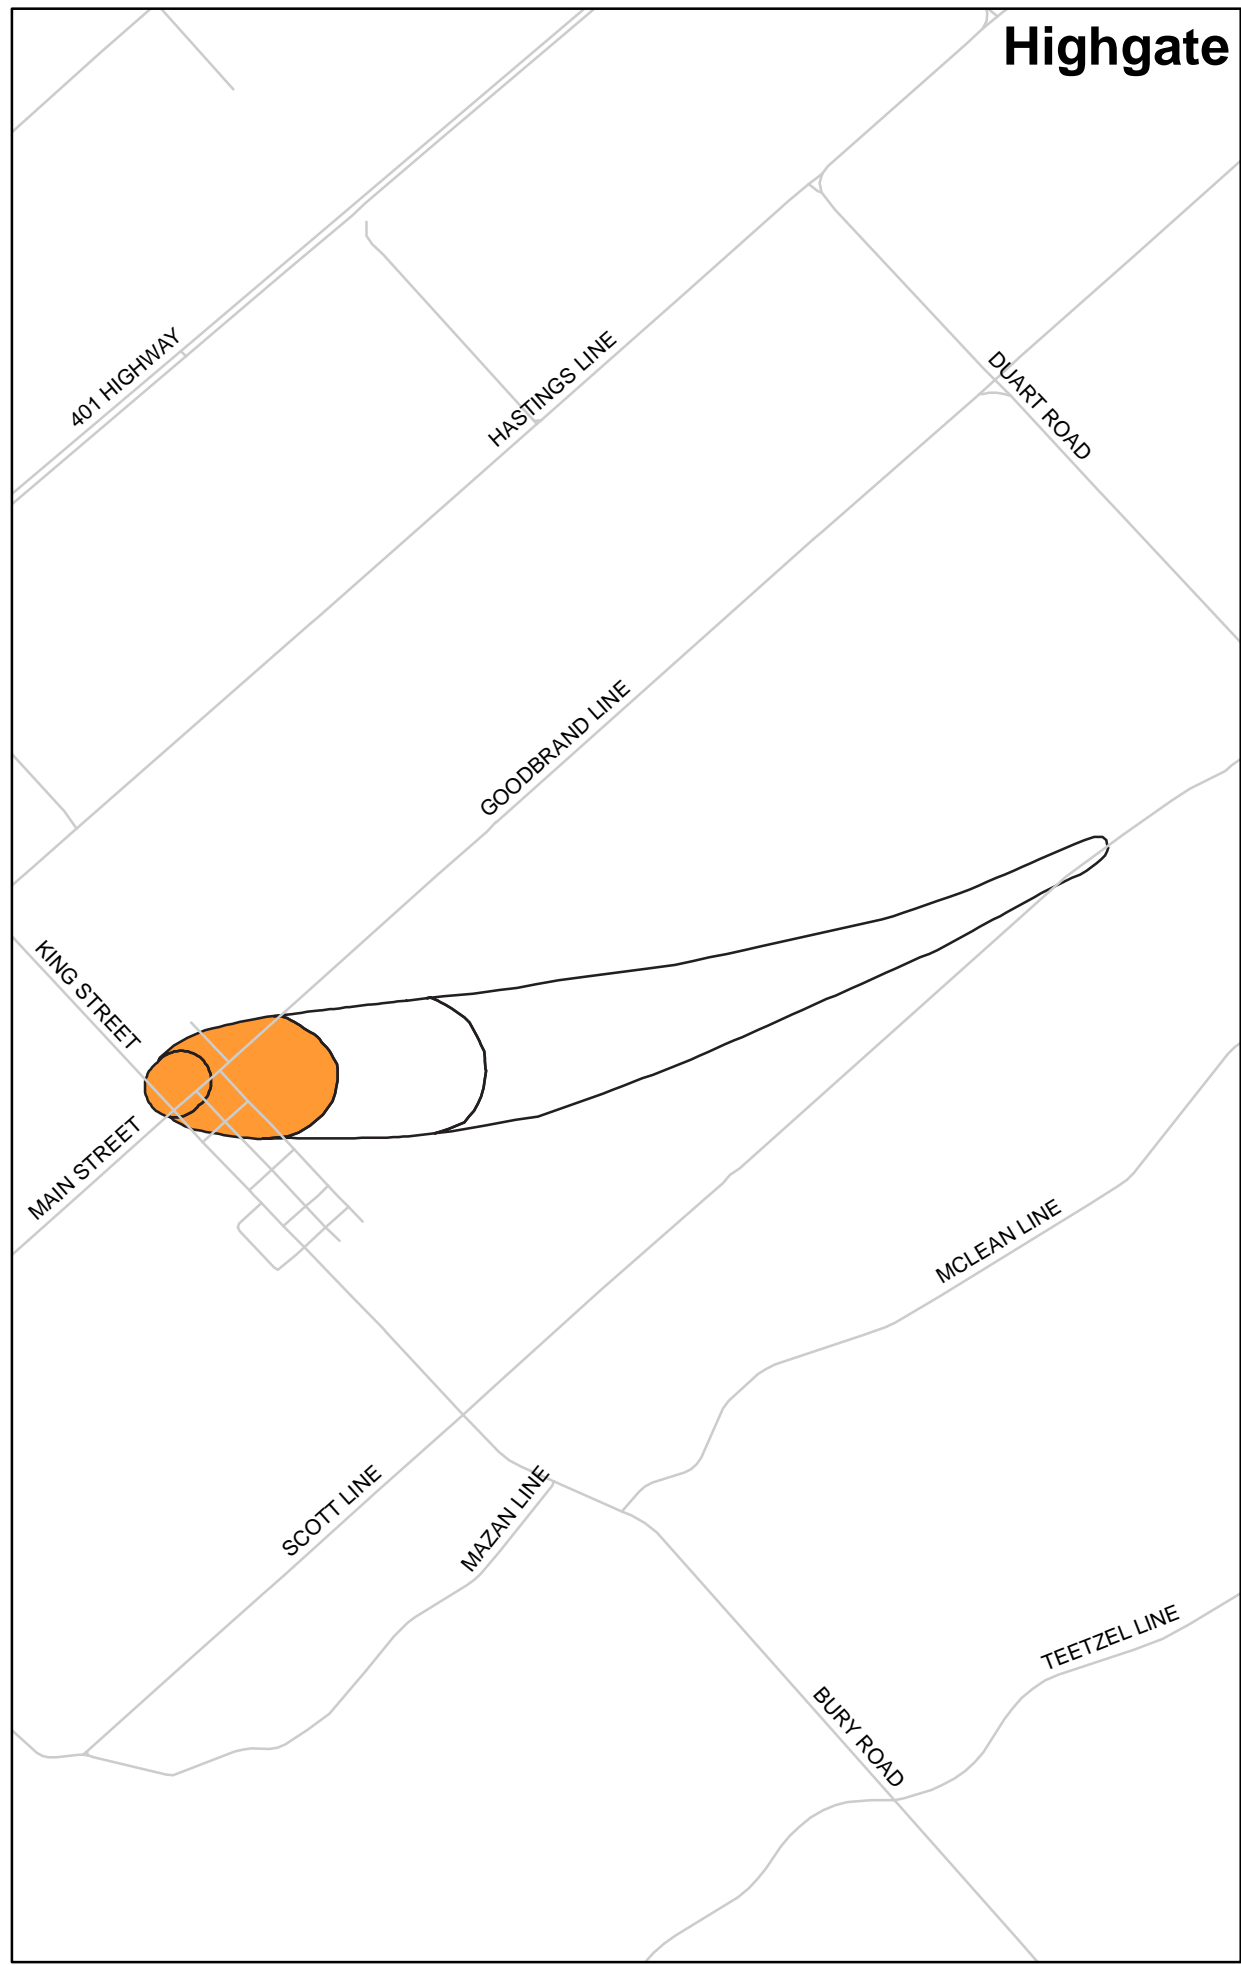 Highgate
401 HIGHWAY
HASTINGS LINE
DUART ROAD
GOODBRAND LINE
KING STREET
MAIN STREET
MCLEAN LINE
SCOTT LINE
MAZAN LINE
TEETZEL LINE
BURY ROAD